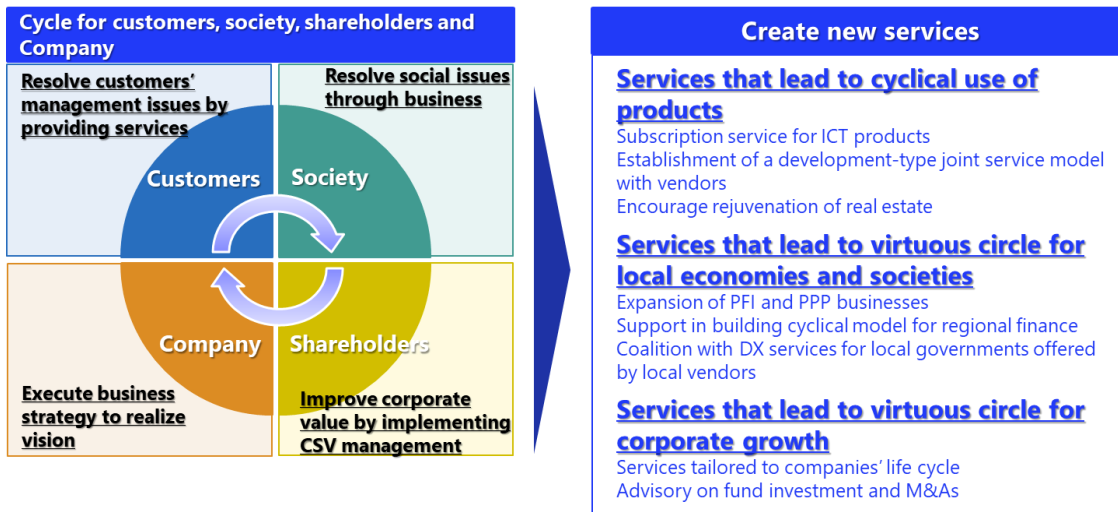 Cycle for customers, society, shareholders and
Company
Resolve customers’
management issues by
providing services
Resolve social issues
through business
Customers
Society
Company
Shareholders
Execute business
strategy to realize
vision
Improve corporate
value by implementing
CSV management
Create new services
Services that lead to cyclical use of
products
Subscription service for ICT products
Establishment of a development-type joint service model
with vendors
Encourage rejuvenation of real estate
Services that lead to virtuous circle for
local economies and societies
Expansion of PFI and PPP businesses
Support in building cyclical model for regional finance
Coalition with DX services for local governments offered
by local vendors
Services that lead to virtuous circle for
corporate growth
Services tailored to companies’ life cycle
Advisory on fund investment and M&As